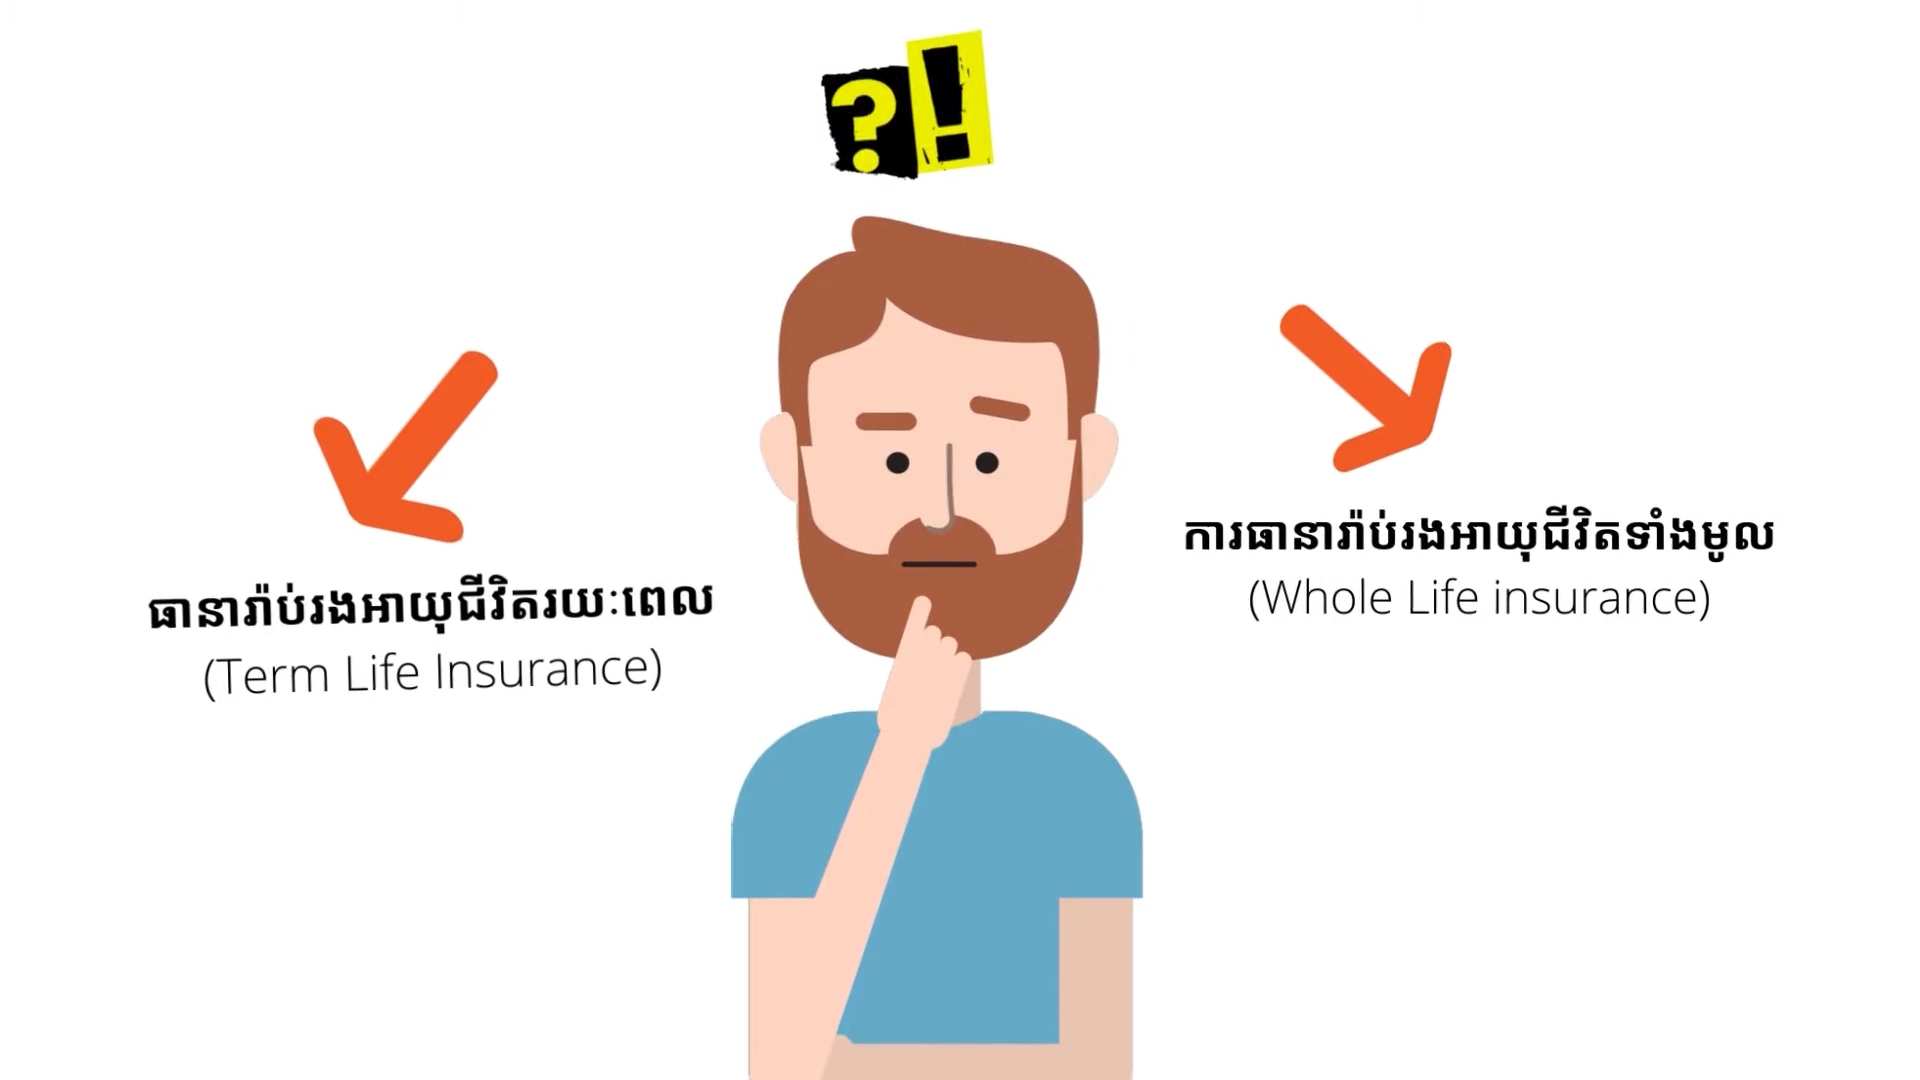 ?!
ធានារ៉ាប់រងអាយុជីវិតរយៈពេល
(Term Life Insurance)
ការធានារ៉ាប់រងអាយុជីវិតទាំងមូល
(Whole Life insurance)